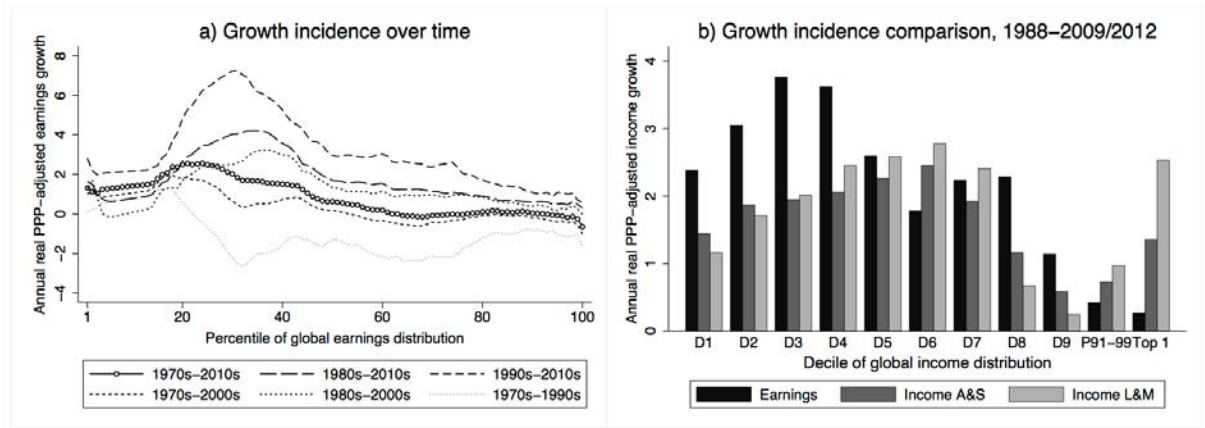 a) Growth incidence over time
Annual real PPP-adjusted earnings growth
8
6
4
2
0
−2
−4
1 20 40 60 80 100
Percentile of global earnings distribution
1970s−2010s 1980s−2010s 1990s−2010s
1970s−2000s 1980s−2000s 1970s−1990s
b) Growth incidence comparison, 1988−2009/2012
Annual real PPP-adjusted income growth
4
3
2
1
0
D1 D2 D3 D4 D5 D6 D7 D8 D9 P91−99 Top 1
Decile of global income distribution
Earnings Income A&S Income L&M